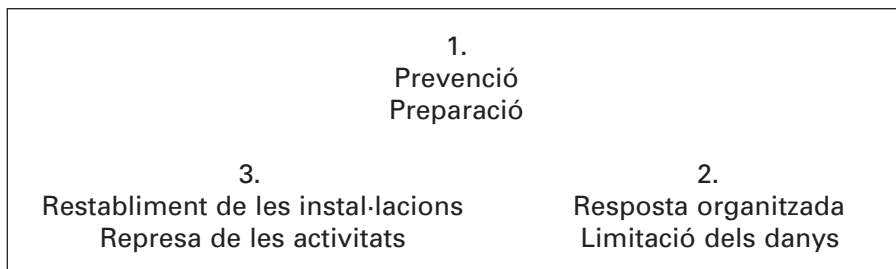 1.
Prevenció
Preparació
3.
Restabliment de les instal·lacions
Represa de les activitats
2.
Resposta organitzada
Limitació dels danys